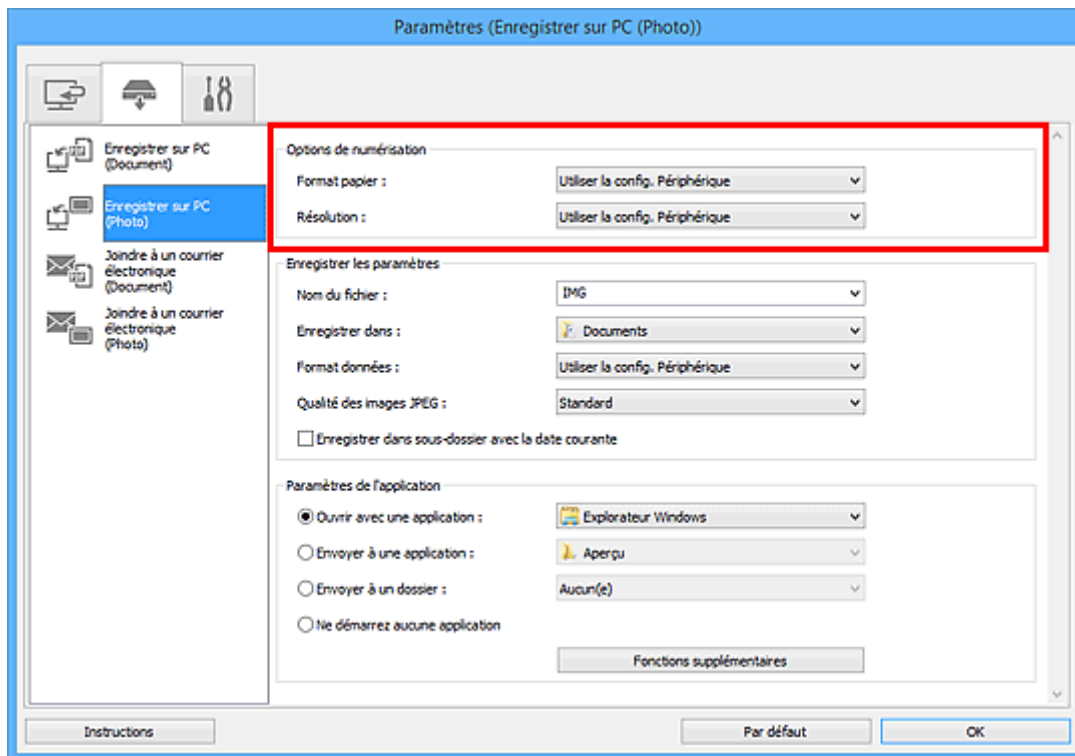 Paramètres (Enregistrer sur PC (Photo))
Enregistrer sur PC
(Document)
Enregistrer sur PC
(Photo)
Joindre à un courrier
électronique
(Document)
Joindre à un courrier
électronique
(Photo)
Options de numérisation
Format papier : Utiliser la config. Périphérique
Résolution : Utiliser la config. Périphérique
Enregistrer les paramètres
Nom du fichier : IMG
Enregistrer dans : Documents
Format données : Utiliser la config. Périphérique
Qualité des images JPEG : Standard
Enregistrer dans sous-dossier avec la date courante
Paramètres de l'application
Ouvrir avec une application : Explorateur Windows
Envoyer à une application : Aperçu
Envoyer à un dossier : Aucun(e)
Ne démarrez aucune application
Fonctions supplémentaires
Instructions
Par défaut
OK